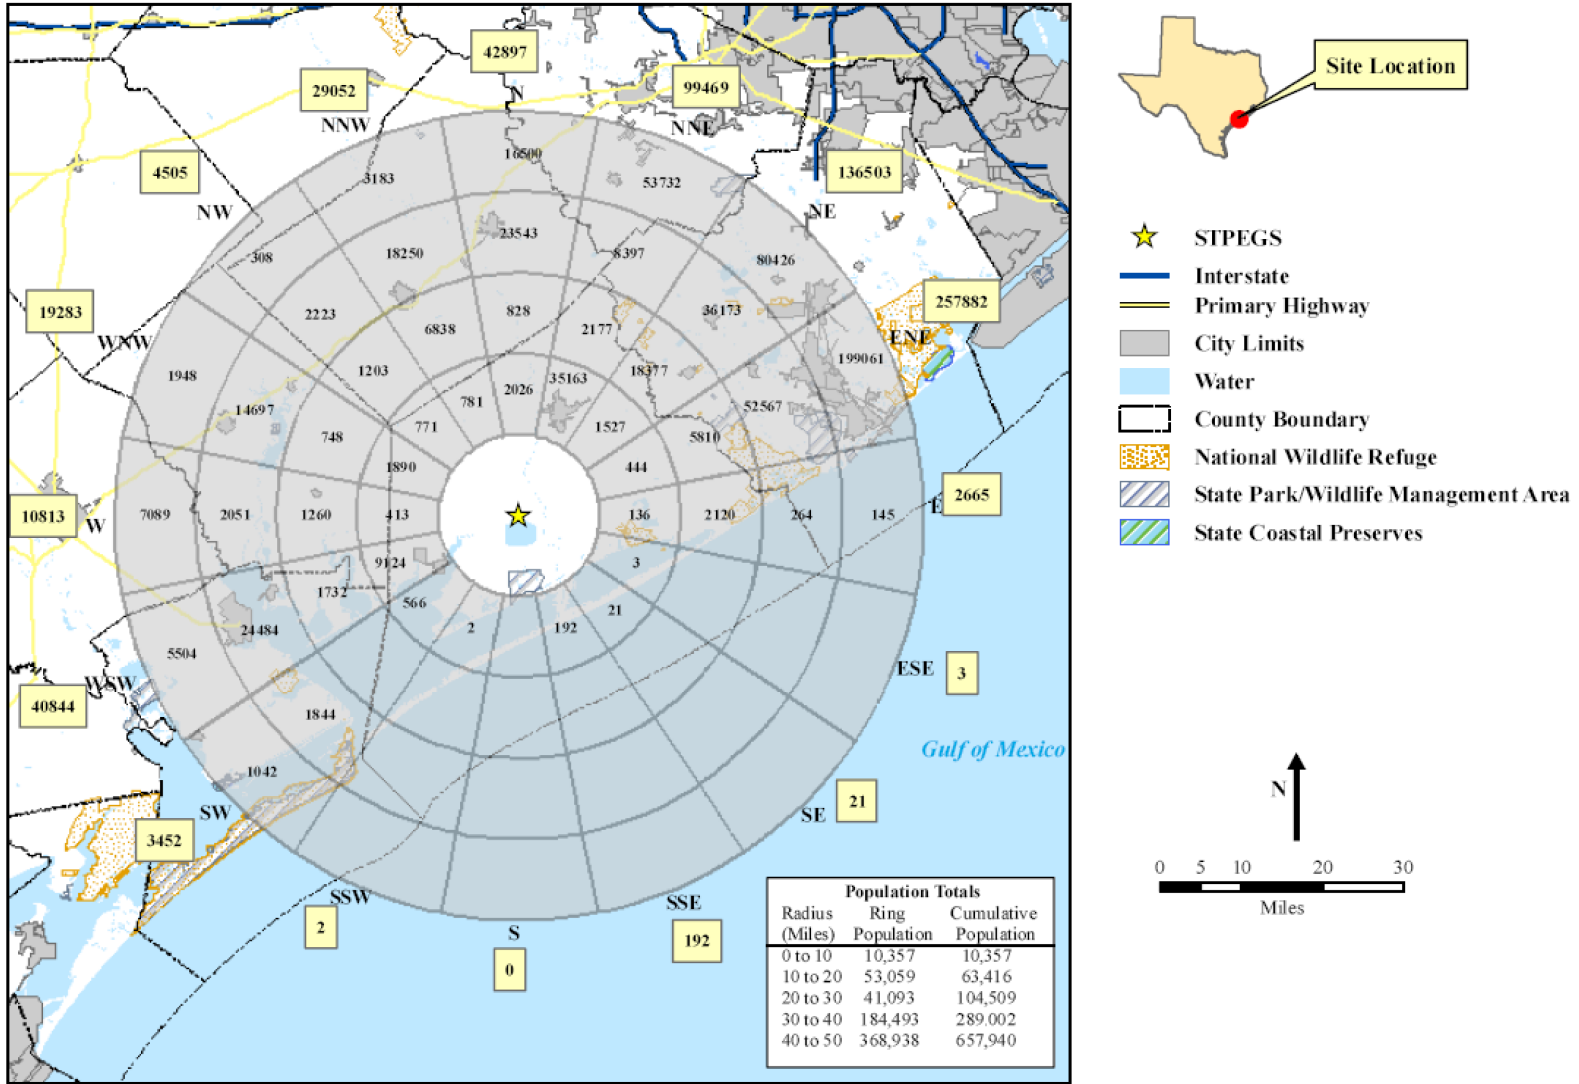 42897
N
29052
99469
NNW
NNE
4505
136503
NW
NE
16500
3183
53732
308
18250
23543
8397
80426
19283
257882
2223
6838
828
2177
36173
WNW
ENE
1948
1203
781
2026
35163
18377
199061
14697
748
771
1527
5810
52567
1890
444
10813
W
7089
2051
1260
413
136
2120
264
145
E
2665
9124
3
1732
566
2
192
21
24484
5504
WSW
40844
ESE
3
1844
1042
Gulf of Mexico
SW
3452
SE
21
SSW
2
S
0
SSE
192
Population Totals
Radius Ring Cumulative
(Miles) Population Population
0 to 10 10,357 10,357
10 to 20 53,059 63,416
20 to 30 41,093 104,509
30 to 40 184,493 289.002
40 to 50 368,938 657,940
Site Location
STPEGS
Interstate
Primary Highway
City Limits
Water
County Boundary
National Wildlife Refuge
State Park/Wildlife Management Area
State Coastal Preserves
N
0 5 10 20 30
Miles